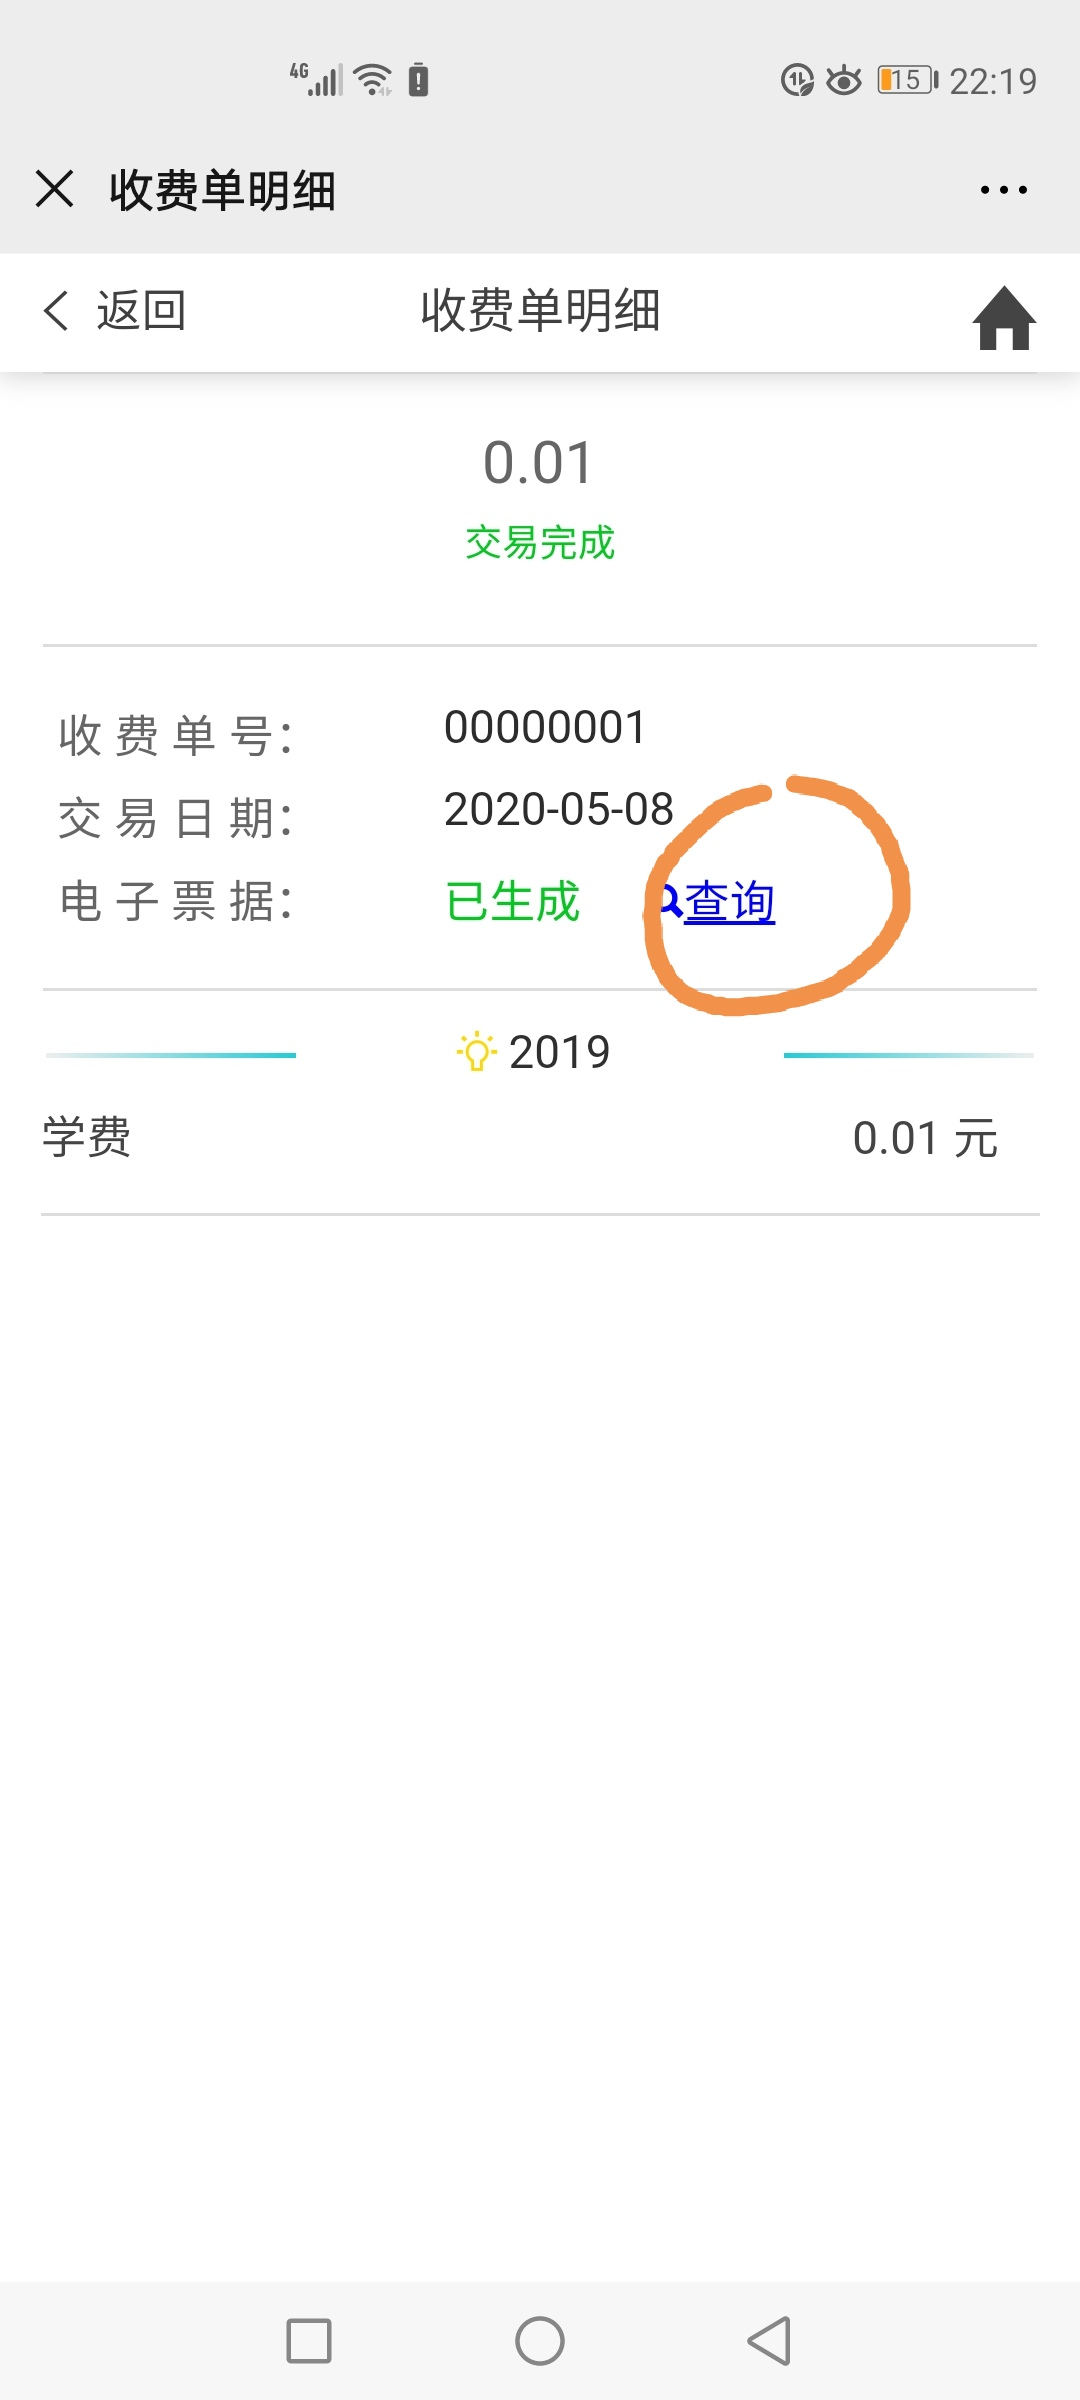 4G 15 22:19
收费单明细
返回 收费单明细
0.01
交易完成
收费单号: 00000001
交易日期: 2020-05-08
电子票据: 已生成 查询
2019
学费 0.01 元